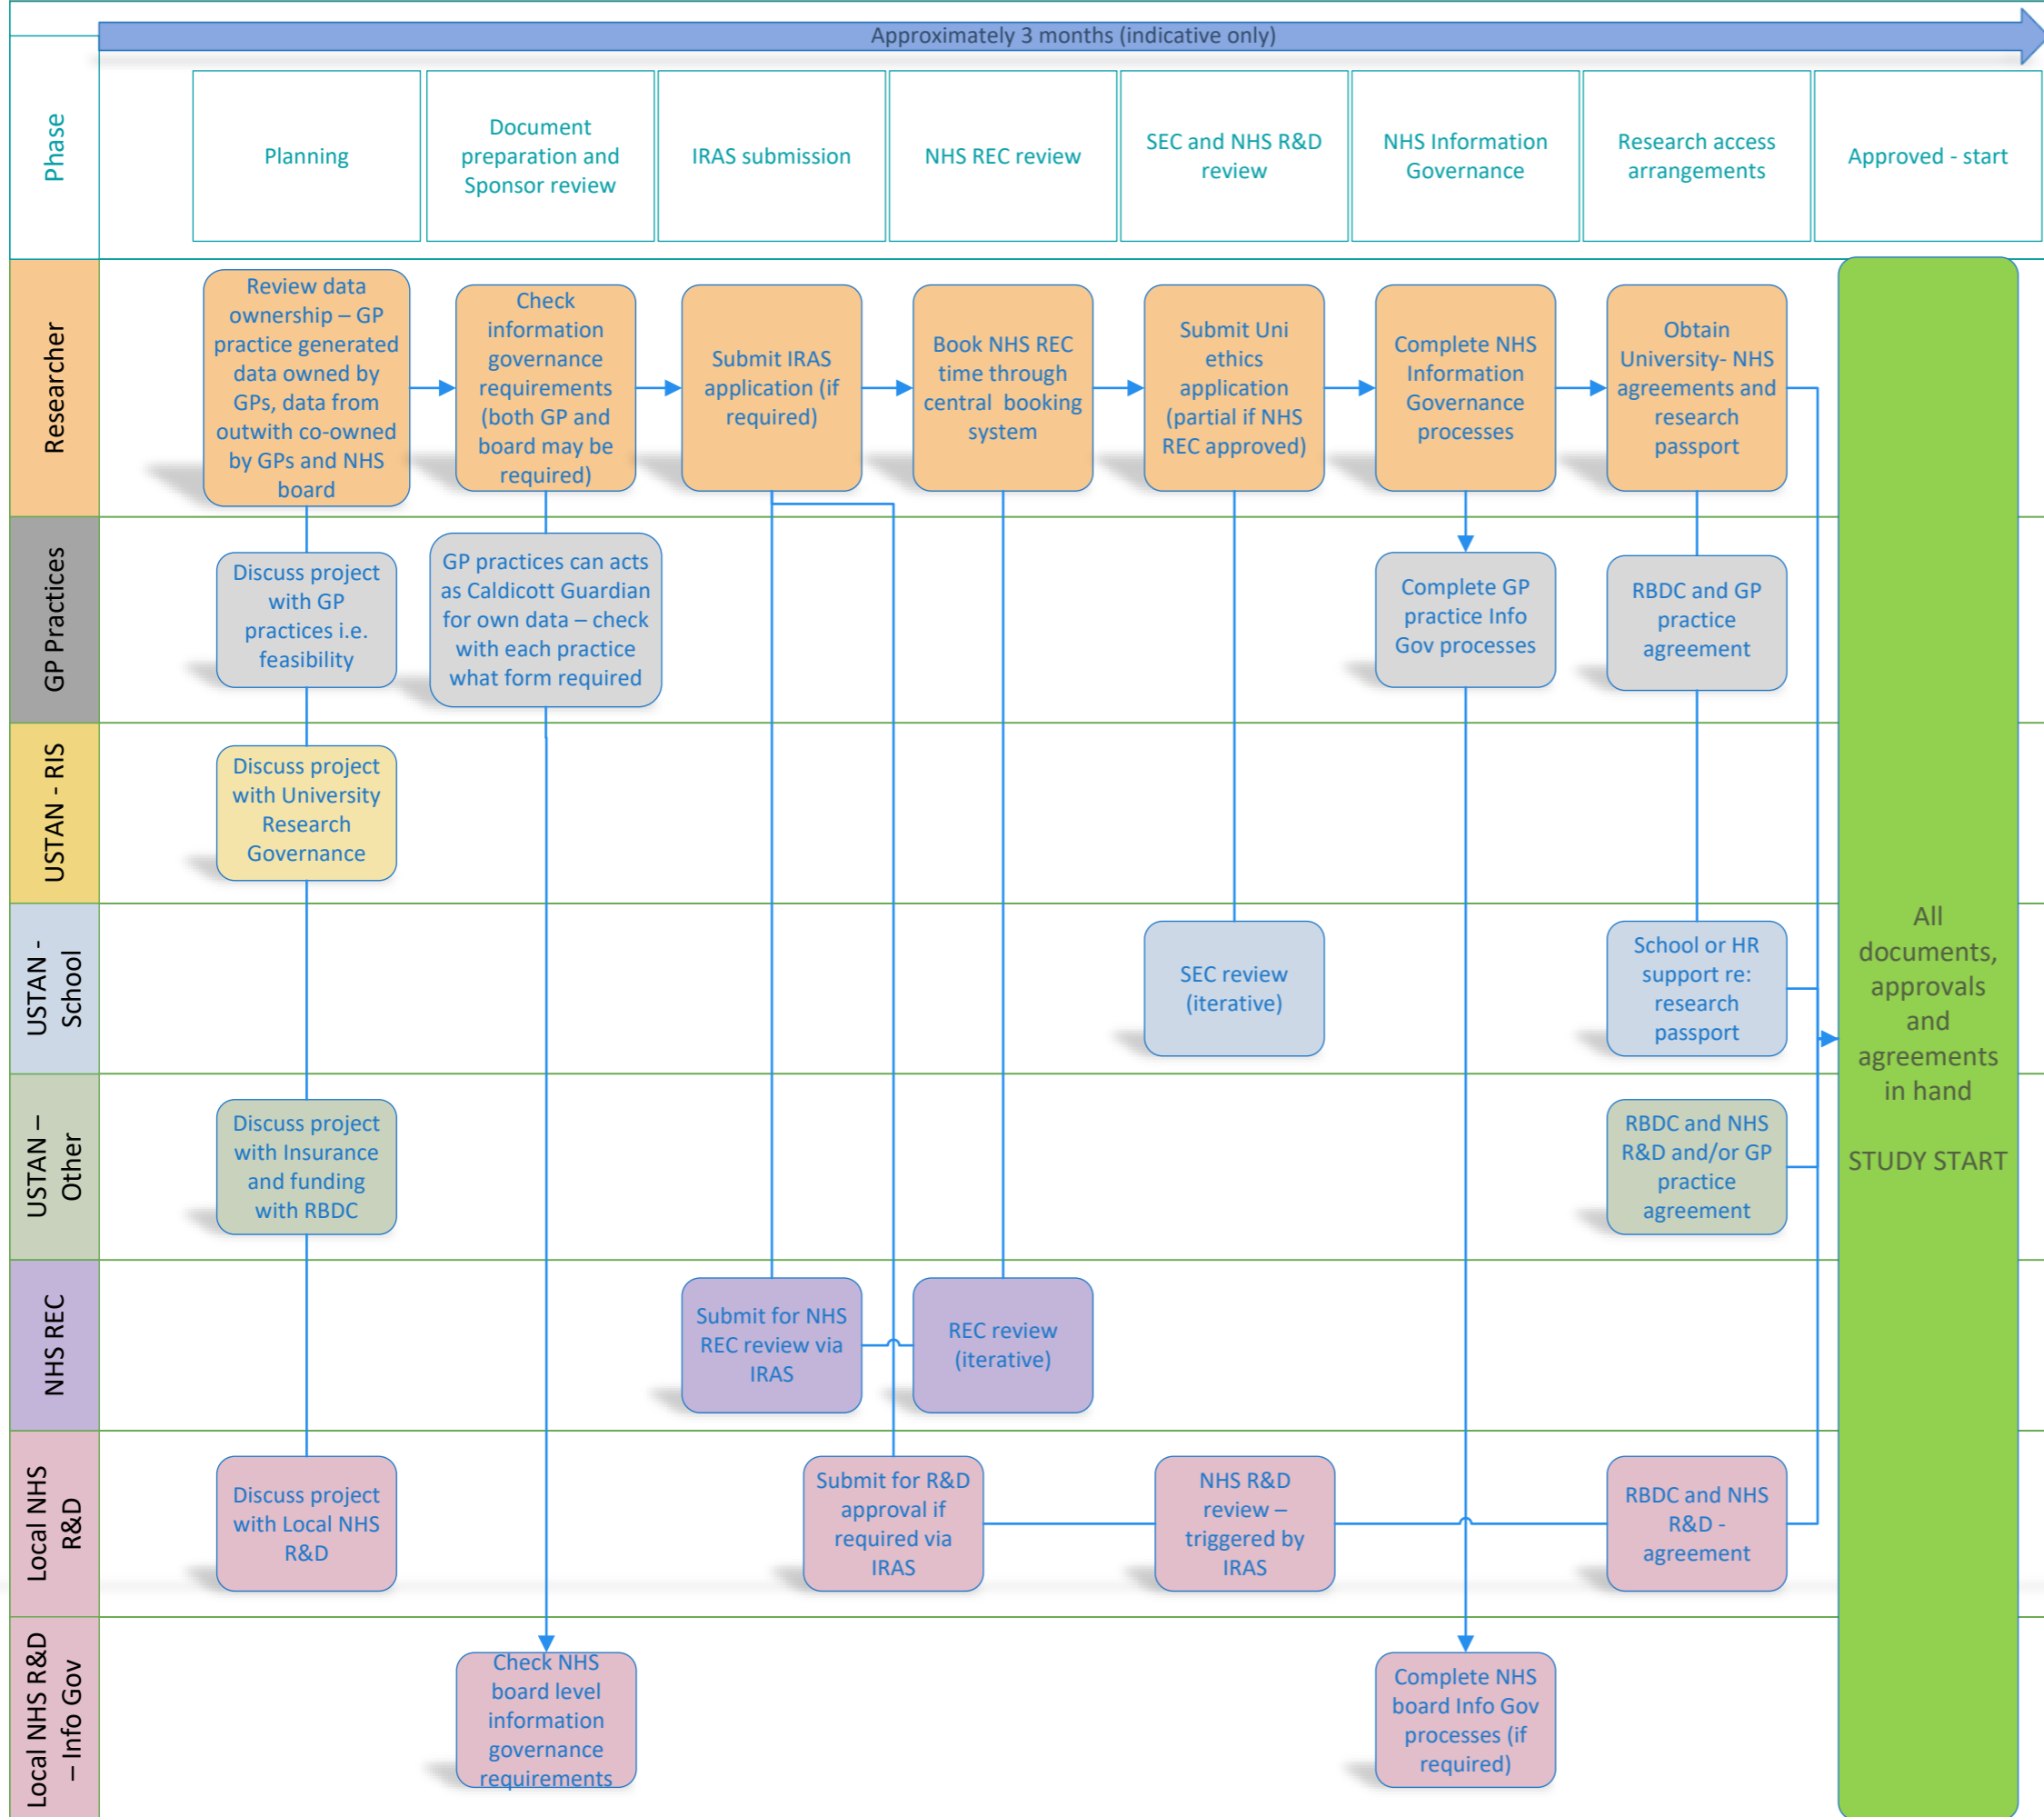 Approximately 3 months (indicative only)
Phase
Planning
Document
preparation and
Sponsor review
IRAS submission
NHS REC review
SEC and NHS R&D
review
NHS Information
Governance
Research access
arrangements
Approved - start
Researcher
Review data
ownership – GP
practice generated
data owned by
GPs, data from
outwith co-owned
by GPs and NHS
board
Check
information
governance
requirements
(both GP and
board may be
required)
Submit IRAS
application (if
required)
Book NHS REC
time through
central booking
system
Submit Uni
ethics
application
(partial if NHS
REC approved)
Complete NHS
Information
Governance
processes
Obtain
University- NHS
agreements and
research
passport
GP Practices
Discuss project
with GP
practices i.e.
feasibility
GP practices can acts
as Caldicott Guardian
for own data – check
with each practice
what form required
Complete GP
practice Info
Gov processes
RBDC and GP
practice
agreement
USTAN - RIS
Discuss project
with University
Research
Governance
USTAN -
School
SEC review
(iterative)
School or HR
support re:
research
passport
All
documents,
approvals
and
agreements
in hand
STUDY START
USTAN –
Other
Discuss project
with Insurance
and funding
with RBDC
RBDC and NHS
R&D and/or GP
practice
agreement
NHS REC
Submit for NHS
REC review via
IRAS
REC review
(iterative)
Local NHS
R&D
Discuss project
with Local NHS
R&D
Submit for R&D
approval if
required via
IRAS
NHS R&D
review –
triggered by
IRAS
RBDC and NHS
R&D -
agreement
Local NHS R&D
– Info Gov
Check NHS
board level
information
governance
requirements
Complete NHS
board Info Gov
processes (if
required)